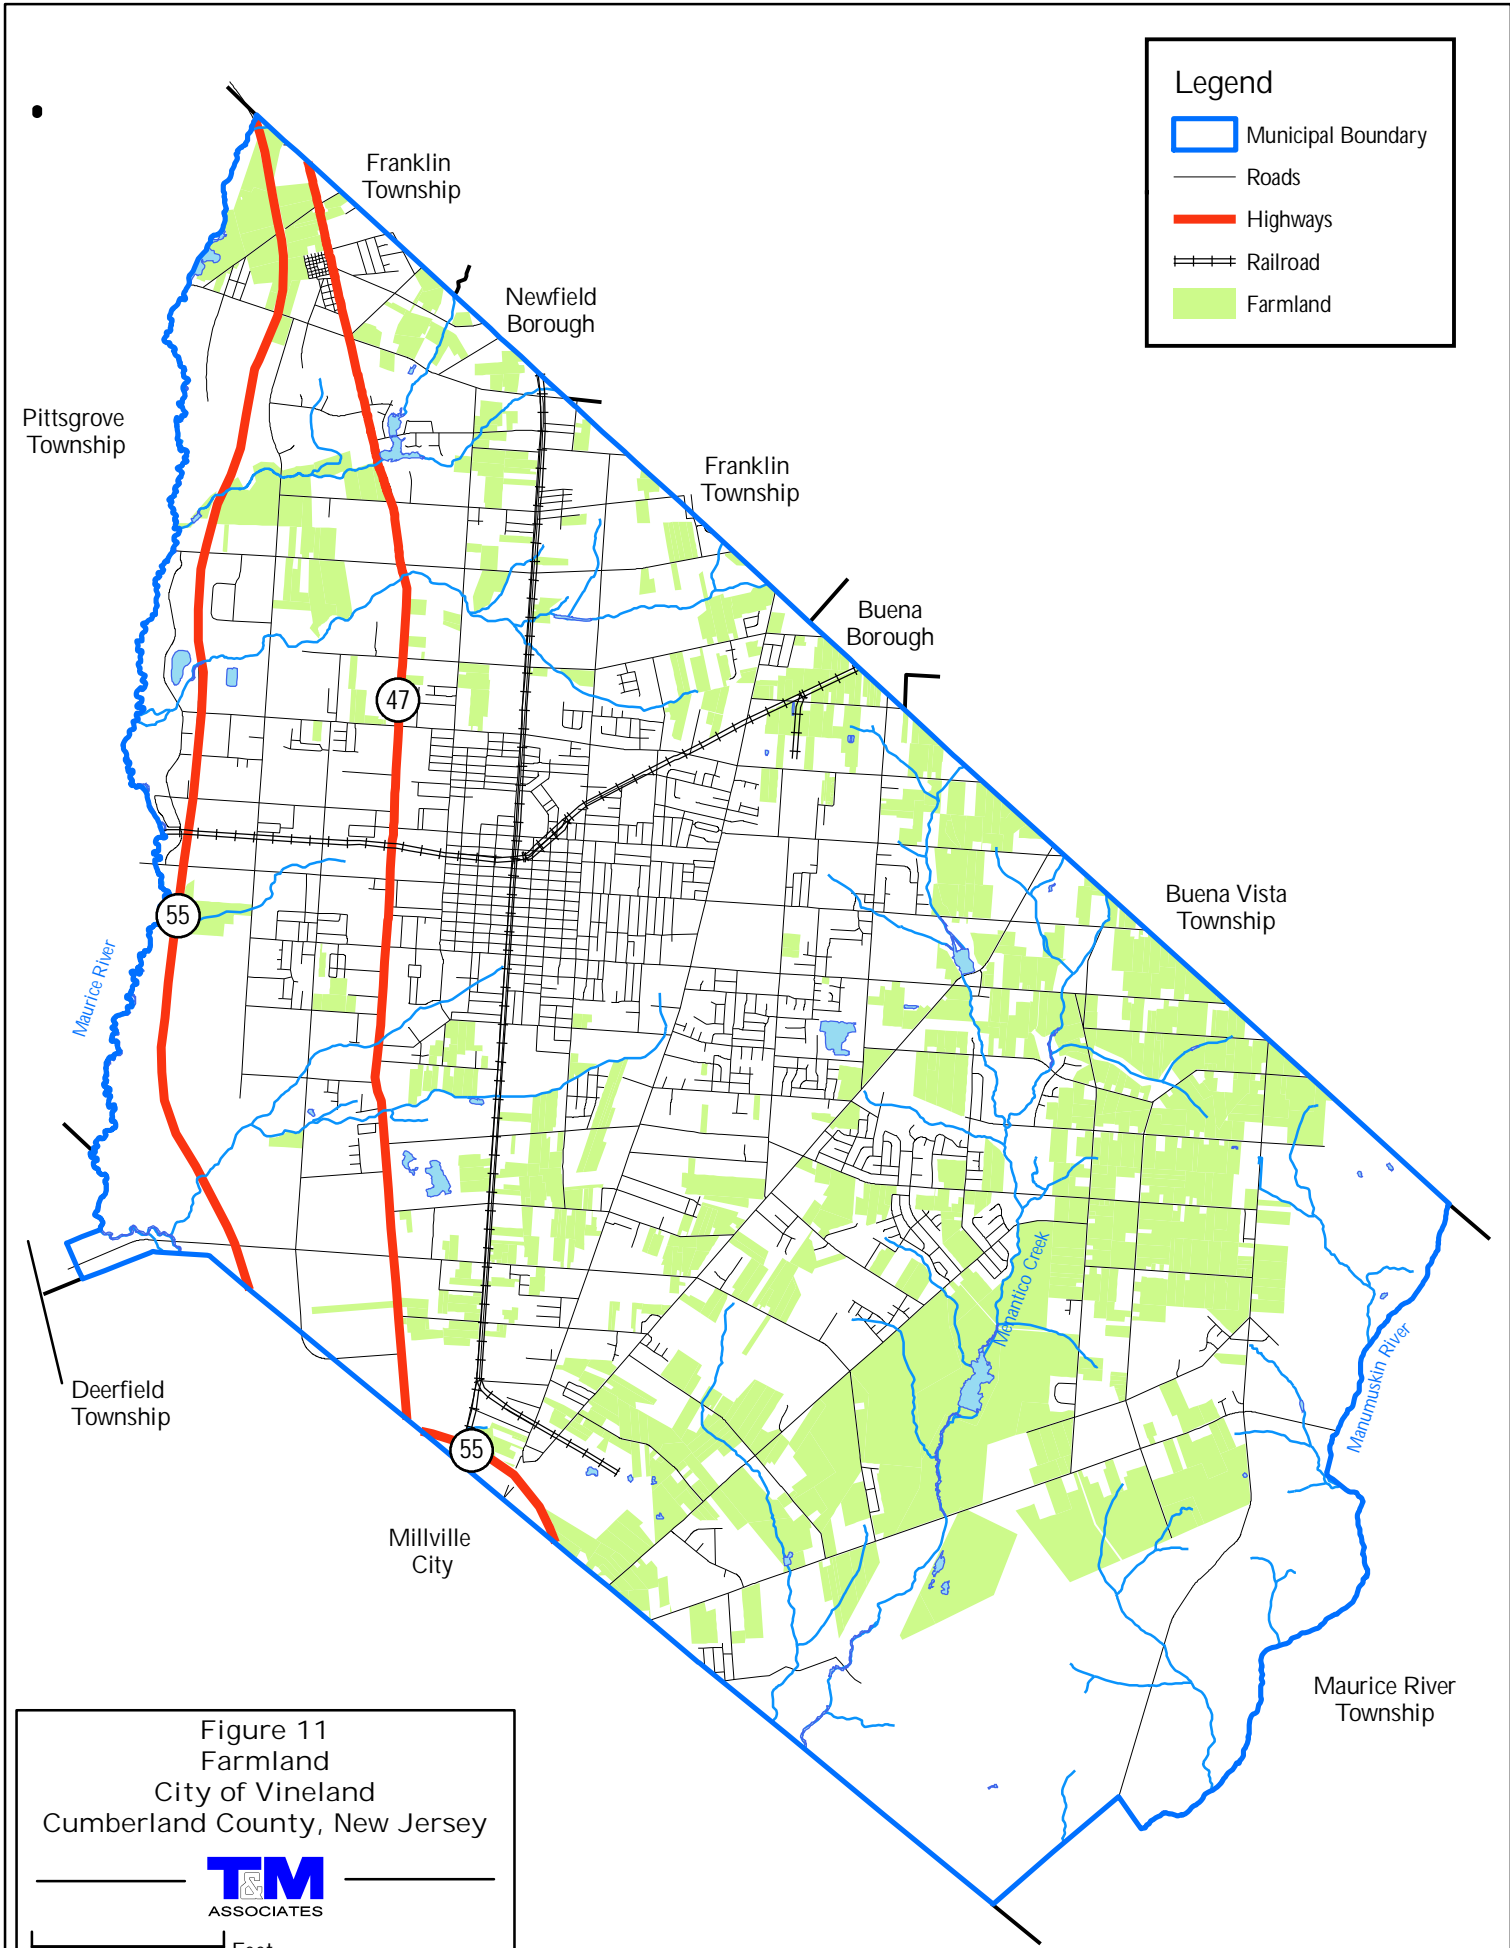 Legend
Municipal Boundary
Roads
Highways
Railroad
Farmland
Franklin
Township
Newfield
Borough
Pittsgrove
Township
Franklin
Township
Buena
Borough
47
Buena Vista
Township
55
Maurice River
Menantico Creek
Manumuskin River
Deerfield
Township
55
Millville
City
Maurice River
Township
Figure 11
Farmland
City of Vineland
Cumberland County, New Jersey
T&M
ASSOCIATES
Feet